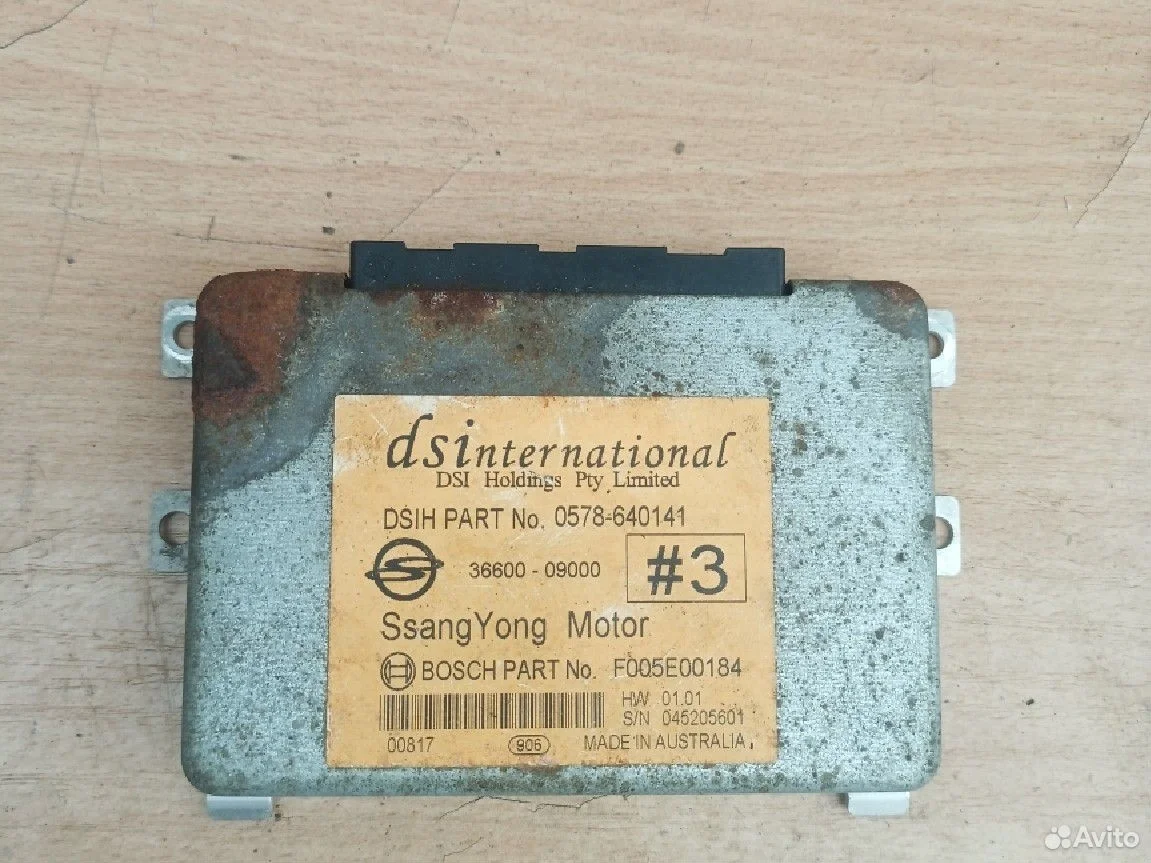 dsinternational
DSI Holdings Pty Limited
DSIH PART No. 0578-640141
36600 - 09000
#3
SsangYong Motor
BOSCH PART No. F005E00184
HW 01.01
S/N 045205601
00817
906
MADE IN AUSTRALIA
Avito